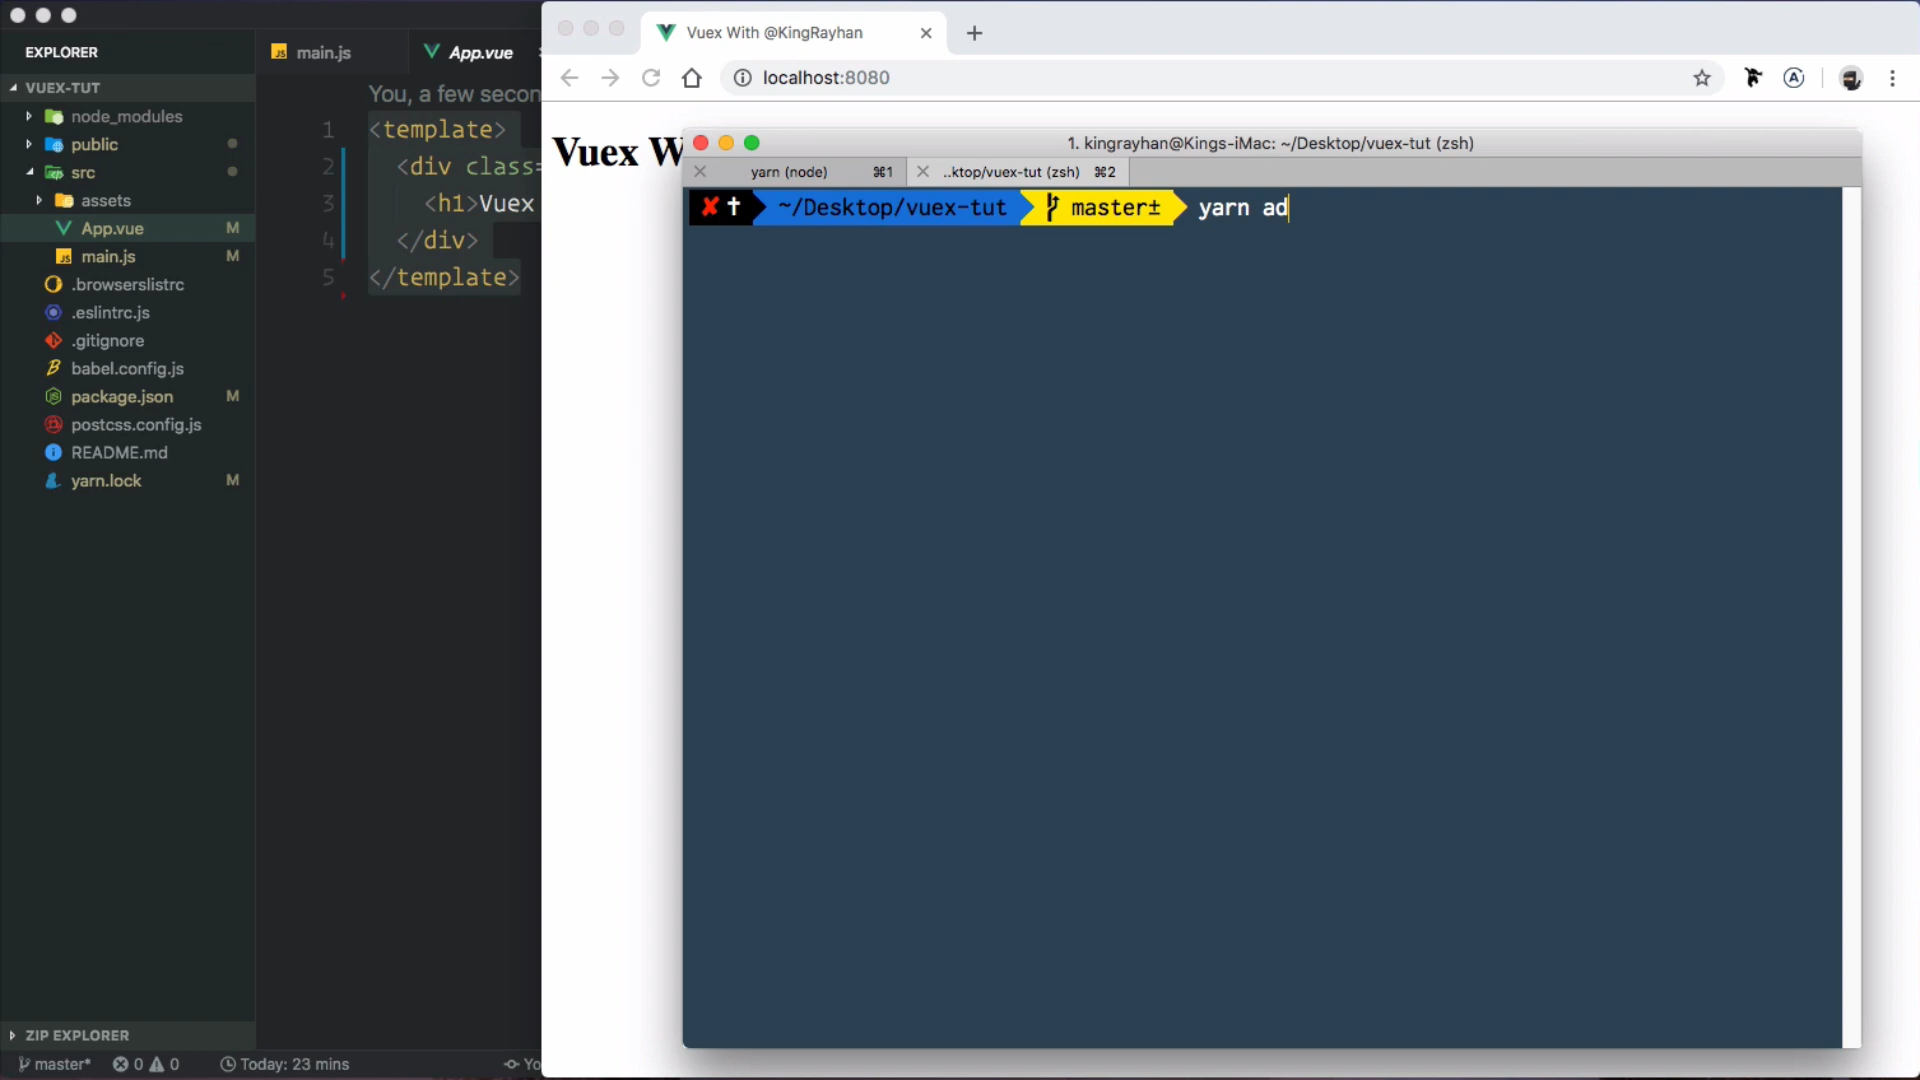 EXPLORER
VUEX-TUT
node_modules
public
src
assets
App.vue M
main.js M
.browserslistrc
.eslintrc.js
.gitignore
babel.config.js
package.json M
postcss.config.js
README.md
yarn.lock M
ZIP EXPLORER
master* 0 0 Today: 23 mins Yo
main.js App.vue
You, a few secon
1 <template>
2 <div class=
3 <h1>Vuex
4 </div>
5 </template>
Vuex With @KingRayhan
localhost:8080
Vuex W
1. kingrayhan@Kings-iMac: ~/Desktop/vuex-tut (zsh)
yarn (node) ⌘1 ..ktop/vuex-tut (zsh) ⌘2
✘ ✝ ~/Desktop/vuex-tut master± yarn ad